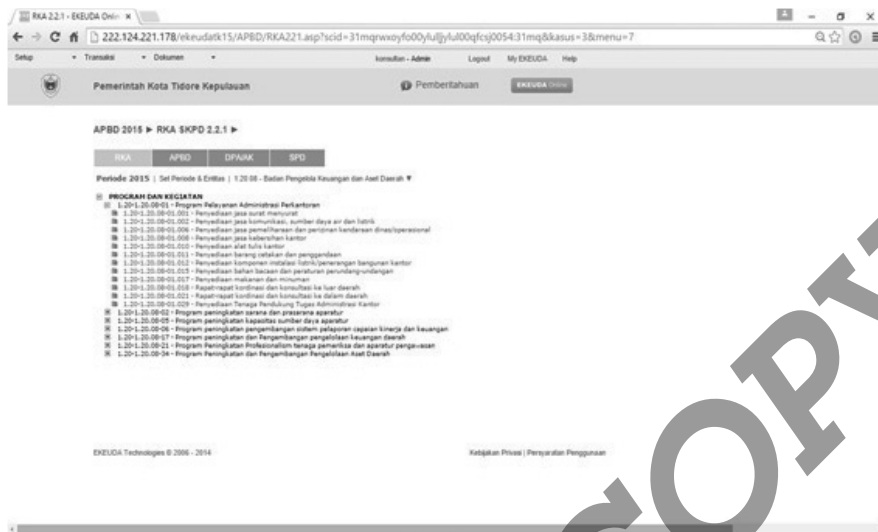 RKA 2.2.1 - EKEUDA Onlin
222.124.221.178/ekeudatk15/APBD/RKA221.asp?scid=31mqrwxoyfo00yluljjylul00qfcsj0054:31mq&kasus=3&menu=7
Setup Transaksi Dokumen konsultan - Admin Logout My EKEUDA Help
Pemerintah Kota Tidore Kepulauan Pemberitahuan EKEUDA Online
APBD 2015 ► RKA SKPD 2.2.1 ►
RKA APBD DPA/AK SPD
Periode 2015 | Set Periode & Entitas | 1.20 08 - Badan Pengelola Keuangan dan Aset Daerah ▼
PROGRAM DAN KEGIATAN
1.20-1.20.08-01 - Program Pelayanan Administrasi Perkantoran
1.20-1.20.08-01.001 - Penyediaan jasa surat menyurat
1.20-1.20.08-01.002 - Penyediaan jasa komunikasi, sumber daya air dan listrik
1.20-1.20.08-01.006 - Penyediaan jasa pemeliharaan dan perizinan kendaraan dinas/operasional
1.20-1.20.08-01.008 - Penyediaan jasa kebersihan kantor
1.20-1.20.08-01.010 - Penyediaan alat tulis kantor
1.20-1.20.08-01.011 - Penyediaan barang cetakan dan penggandaan
1.20-1.20.08-01.012 - Penyediaan komponen instalasi listrik/penerangan bangunan kantor
1.20-1.20.08-01.015 - Penyediaan bahan bacaan dan peraturan perundang-undangan
1.20-1.20.08-01.017 - Penyediaan makanan dan minuman
1.20-1.20.08-01.018 - Rapat-rapat kordinasi dan konsultasi ke luar daerah
1.20-1.20.08-01.021 - Rapat-rapat kordinasi dan konsultasi ke dalam daerah
1.20-1.20.08-01.029 - Penyediaan Tenaga Pendukung Tugas Administrasi Kantor
1.20-1.20.08-02 - Program peningkatan sarana dan prasarana aparatur
1.20-1.20.08-05 - Program peningkatan kapasitas sumber daya aparatur
1.20-1.20.08-06 - Program peningkatan pengembangan sistem pelaporan capaian kinerja dan keuangan
1.20-1.20.08-17 - Program peningkatan dan Pengembangan pengelolaan keuangan daerah
1.20-1.20.08-21 - Program Peningkatan Profesionalism tenaga pemeriksa dan aparatur pengawasan
1.20-1.20.08-34 - Program Peningkatan dan Pengembangan Pengelolaan Aset Daerah
EKEUDA Technologies © 2006 - 2014 Kebijakan Privasi | Persyaratan Penggunaan
COPY